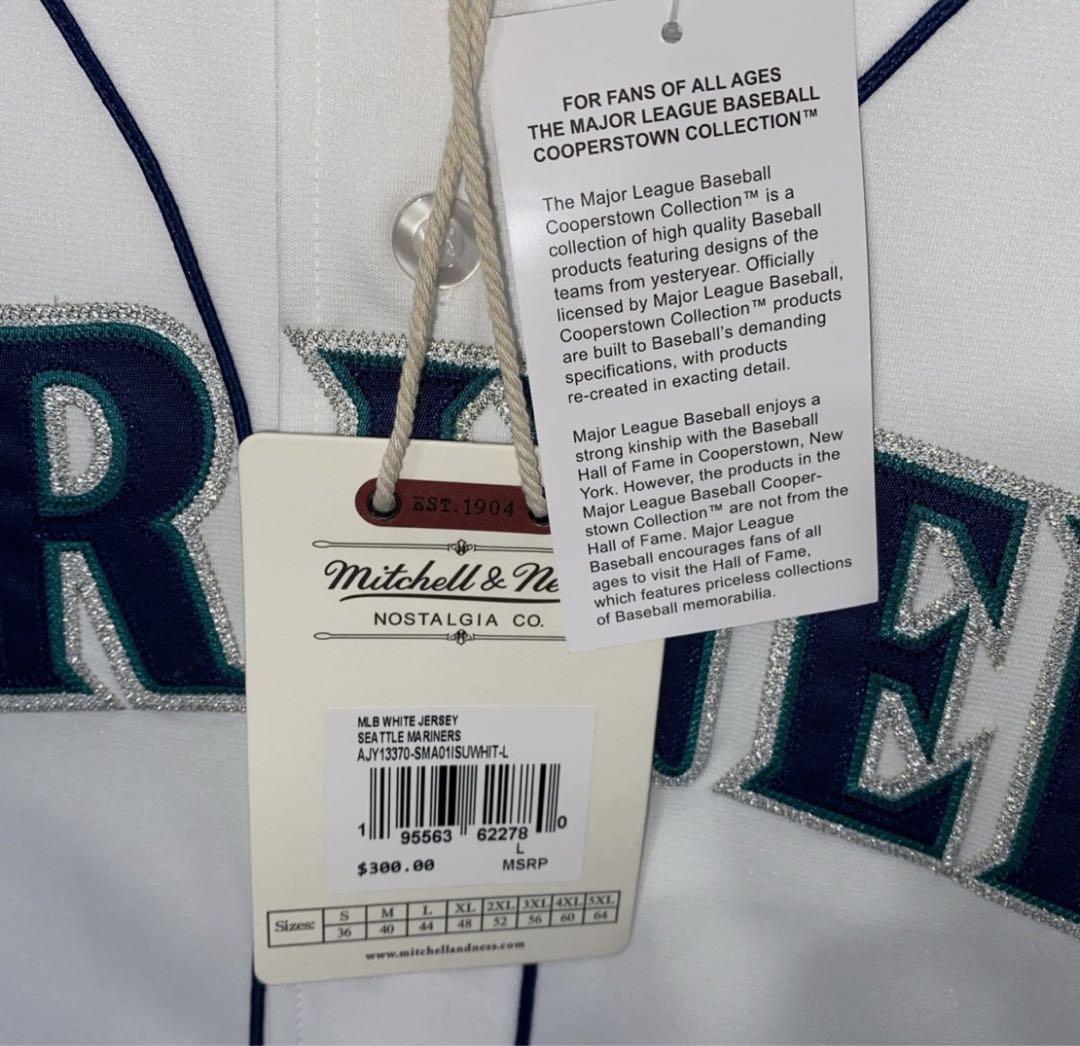 FOR FANS OF ALL AGES
THE MAJOR LEAGUE BASEBALL
COOPERSTOWN COLLECTION™
The Major League Baseball
Cooperstown Collection™ is a
collection of high quality Baseball
products featuring designs of the
teams from yesteryear. Officially
licensed by Major League Baseball,
Cooperstown Collection™ products
are built to Baseball's demanding
specifications, with products
re-created in exacting detail.
Major League Baseball enjoys a
strong kinship with the Baseball
Hall of Fame in Cooperstown, New
York. However, the products in the
Major League Baseball Cooper-
stown Collection™ are not from the
Hall of Fame. Major League
Baseball encourages fans of all
ages to visit the Hall of Fame,
which features priceless collections
of Baseball memorabilia.
EST. 1904
Mitchell & Ne
NOSTALGIA CO.
MLB WHITE JERSEY
SEATTLE MARINERS
AJY13370-SMA01ISUWHIT-L
1 95563 62278 0
L
$300.00 MSRP
Sizes: S M L XL 2XL 3XL 4XL 5XL
36 40 44 48 52 56 60 64
www.mitchellandness.com
R E